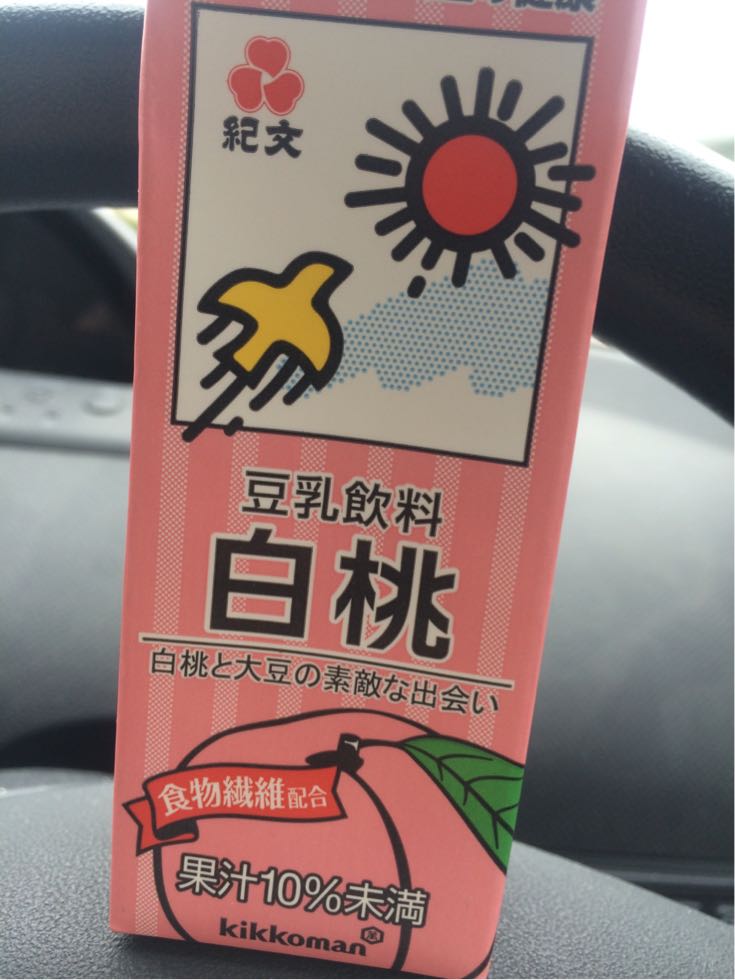 紀文
豆乳飲料
白桃
白桃と大豆の素敵な出会い
食物繊維配合
果汁10%未満
kikkoman